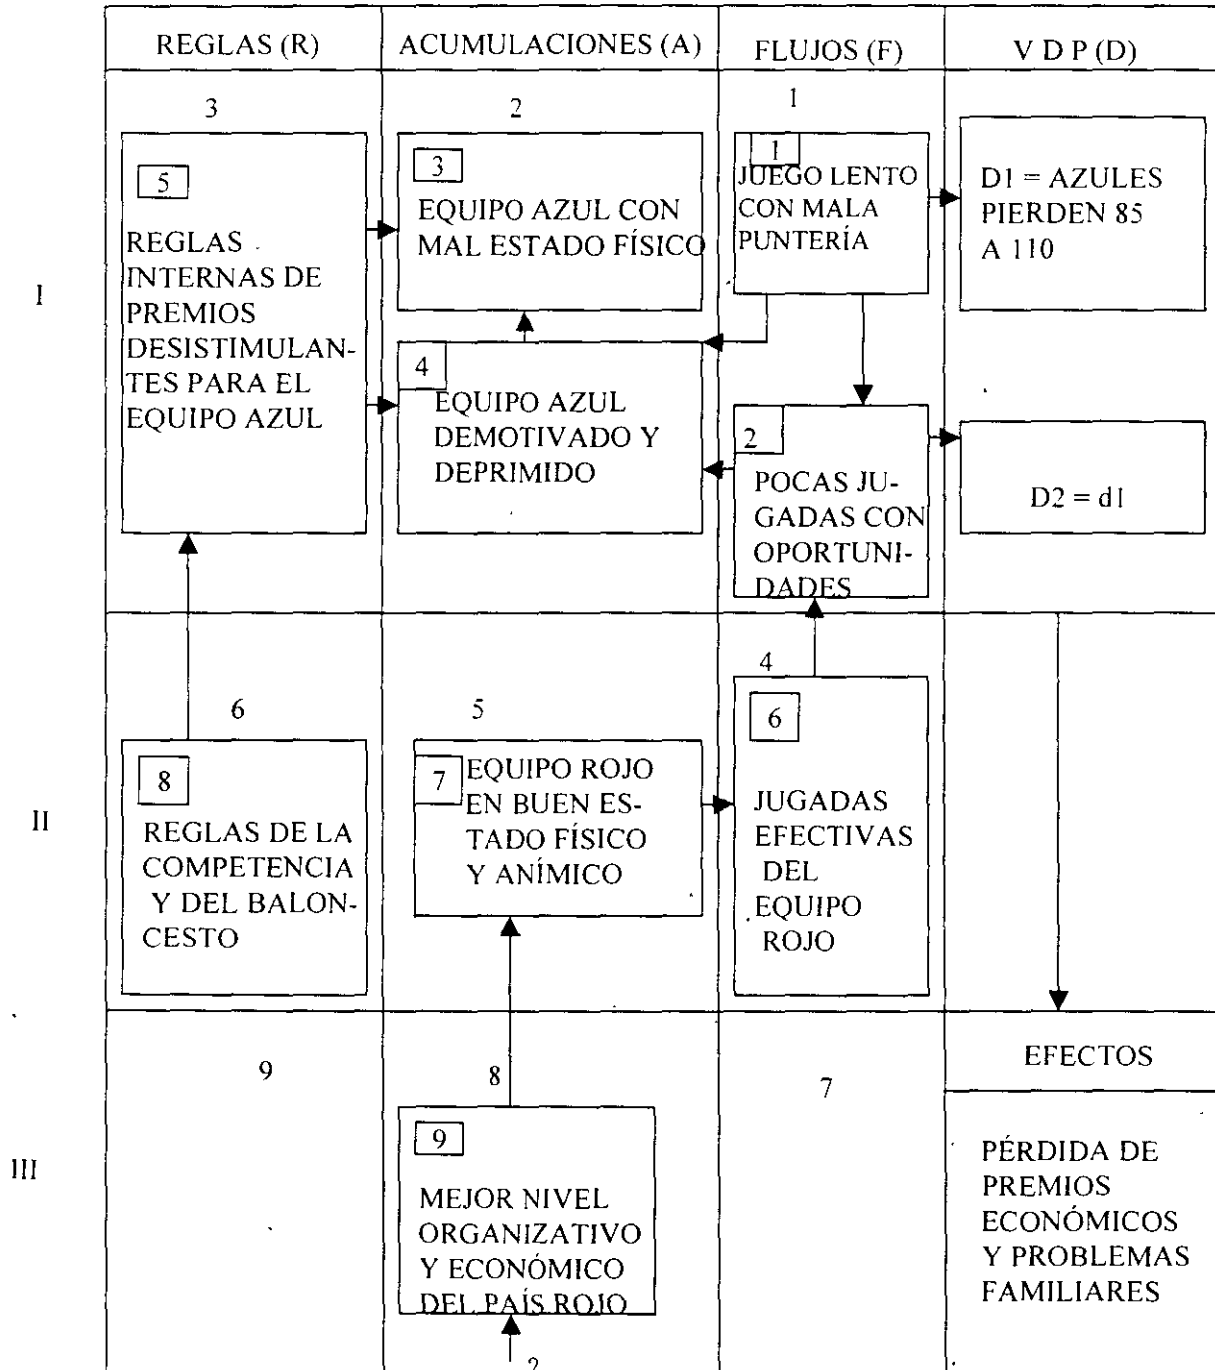 REGLAS (R)
ACUMULACIONES (A)
FLUJOS (F)
V D P (D)
I
3
5
REGLAS
INTERNAS DE
PREMIOS
DESISTIMULAN-
TES PARA EL
EQUIPO AZUL
2
3
EQUIPO AZUL CON
MAL ESTADO FÍSICO
4
EQUIPO AZUL
DEMOTIVADO Y
DEPRIMIDO
1
1
JUEGO LENTO
CON MALA
PUNTERÍA
2
POCAS JU-
GADAS CON
OPORTUNI-
DADES
D1 = AZULES
PIERDEN 85
A 110
D2 = d1
II
6
8
REGLAS DE LA
COMPETENCIA
Y DEL BALON-
CESTO
5
7
EQUIPO ROJO
EN BUEN ES-
TADO FÍSICO
Y ANÍMICO
4
6
JUGADAS
EFECTIVAS
DEL
EQUIPO
ROJO
III
9
8
9
MEJOR NIVEL
ORGANIZATIVO
Y ECONÓMICO
DEL PAÍS ROJO
7
EFECTOS
PÉRDIDA DE
PREMIOS
ECONÓMICOS
Y PROBLEMAS
FAMILIARES